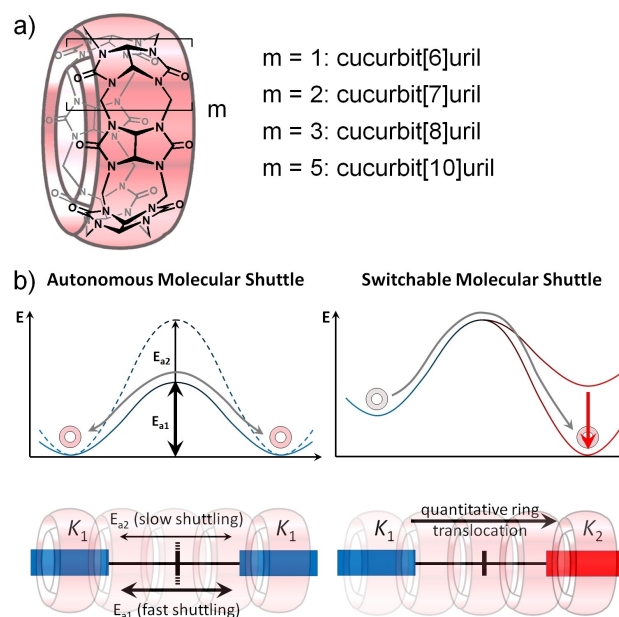 a)
m
m = 1: cucurbit[6]uril
m = 2: cucurbit[7]uril
m = 3: cucurbit[8]uril
m = 5: cucurbit[10]uril
b)
Autonomous Molecular Shuttle
Switchable Molecular Shuttle
E
E
Ea2
Ea1
K1
Ea2 (slow shuttling)
K1
Ea1 (fast shuttling)
K1
quantitative ring
translocation
K2